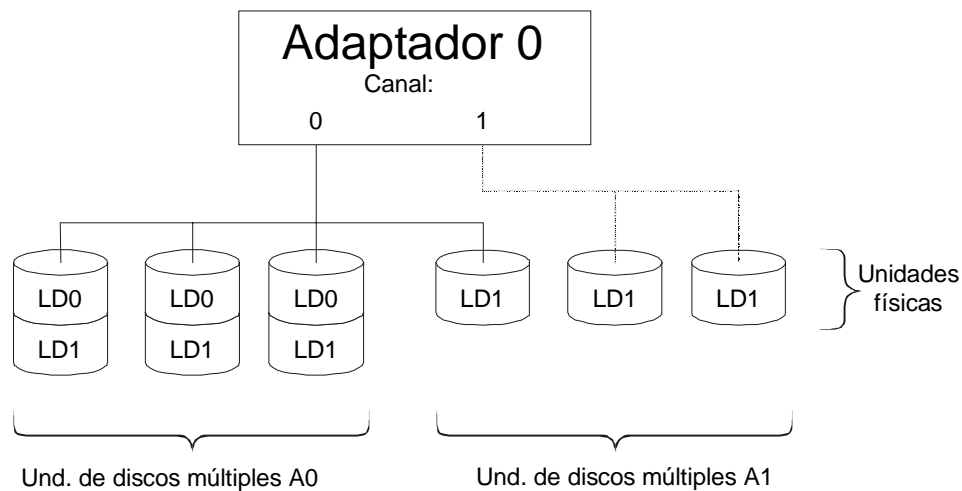 Adaptador 0
Canal:
0 1
LD0 LD0 LD0 LD1 LD1 LD1
Unidades
físicas
LD1 LD1 LD1
Und. de discos múltiples A0 Und. de discos múltiples A1